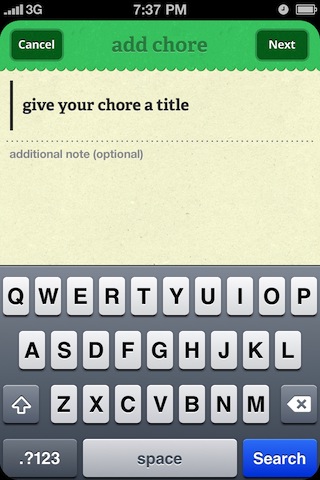 3G 7:37 PM
Cancel add chore Next
give your chore a title
additional note (optional)
Q W E R T Y U I O P
A S D F G H J K L
Z X C V B N M
.?123 space Search